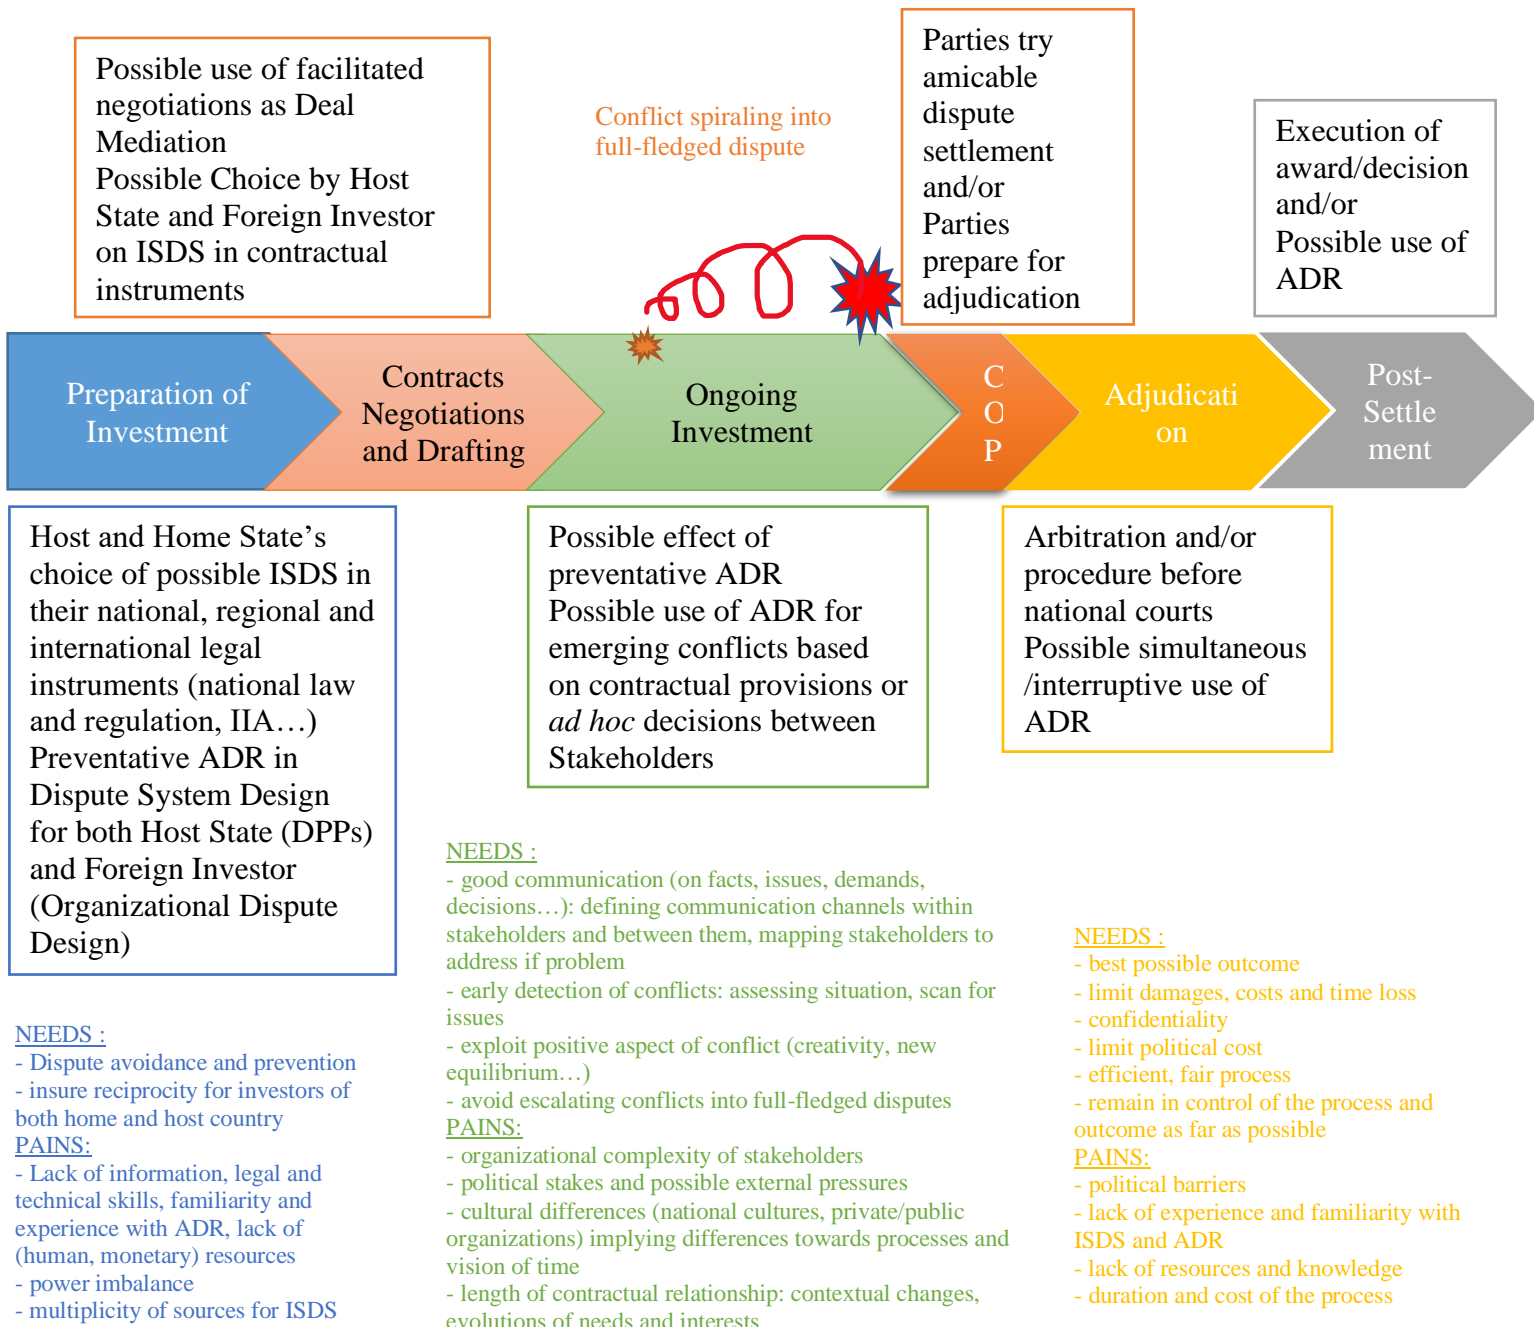 Possible use of facilitated
negotiations as Deal
Mediation
Possible Choice by Host
State and Foreign Investor
on ISDS in contractual
instruments
Conflict spiraling into
full-fledged dispute
Parties try
amicable
dispute
settlement
and/or
Parties
prepare for
adjudication
Execution of
award/decision
and/or
Possible use of
ADR
Preparation of
Investment
Contracts
Negotiations
and Drafting
Ongoing
Investment
C
O
P
Adjudicati
on
Post-
Settle
ment
Host and Home State’s
choice of possible ISDS in
their national, regional and
international legal
instruments (national law
and regulation, IIA…)
Preventative ADR in
Dispute System Design
for both Host State (DPPs)
and Foreign Investor
(Organizational Dispute
Design)
Possible effect of
preventative ADR
Possible use of ADR for
emerging conflicts based
on contractual provisions or
ad hoc decisions between
Stakeholders
Arbitration and/or
procedure before
national courts
Possible simultaneous
/interruptive use of
ADR
NEEDS :
- Dispute avoidance and prevention
- insure reciprocity for investors of
both home and host country
PAINS:
- Lack of information, legal and
technical skills, familiarity and
experience with ADR, lack of
(human, monetary) resources
- power imbalance
- multiplicity of sources for ISDS
NEEDS :
- good communication (on facts, issues, demands,
decisions…): defining communication channels within
stakeholders and between them, mapping stakeholders to
address if problem
- early detection of conflicts: assessing situation, scan for
issues
- exploit positive aspect of conflict (creativity, new
equilibrium…)
- avoid escalating conflicts into full-fledged disputes
PAINS:
- organizational complexity of stakeholders
- political stakes and possible external pressures
- cultural differences (national cultures, private/public
organizations) implying differences towards processes and
vision of time
- length of contractual relationship: contextual changes,
evolutions of needs and interests
NEEDS :
- best possible outcome
- limit damages, costs and time loss
- confidentiality
- limit political cost
- efficient, fair process
- remain in control of the process and
outcome as far as possible
PAINS:
- political barriers
- lack of experience and familiarity with
ISDS and ADR
- lack of resources and knowledge
- duration and cost of the process